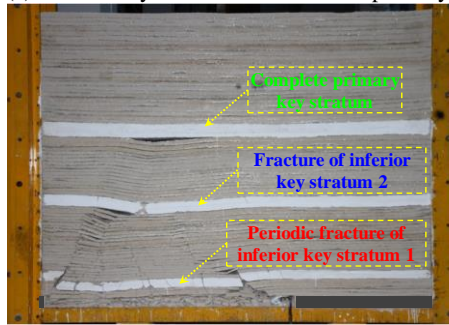 Complete primary
key stratum
Fracture of inferior
key stratum 2
Periodic fracture of
inferior key stratum 1